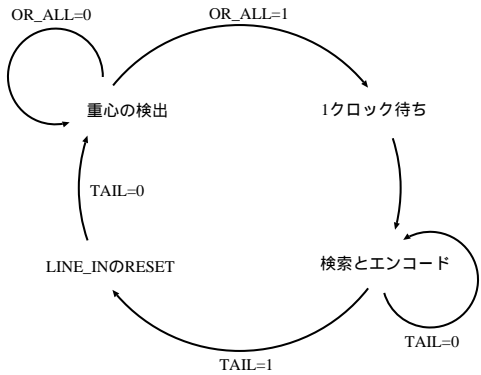 OR_ALL=0
OR_ALL=1
重心の検出
1クロック待ち
TAIL=0
LINE_INのRESET
検索とエンコード
TAIL=0
TAIL=1